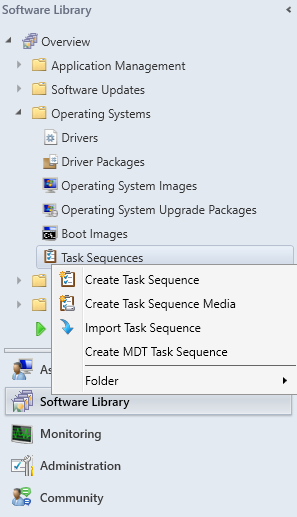 Software Library
Overview
Application Management
Software Updates
Operating Systems
Drivers
Driver Packages
Operating System Images
Operating System Upgrade Packages
Boot Images
Task Sequences
Create Task Sequence
Create Task Sequence Media
Import Task Sequence
Create MDT Task Sequence
Folder
As
Software Library
Monitoring
Administration
Community